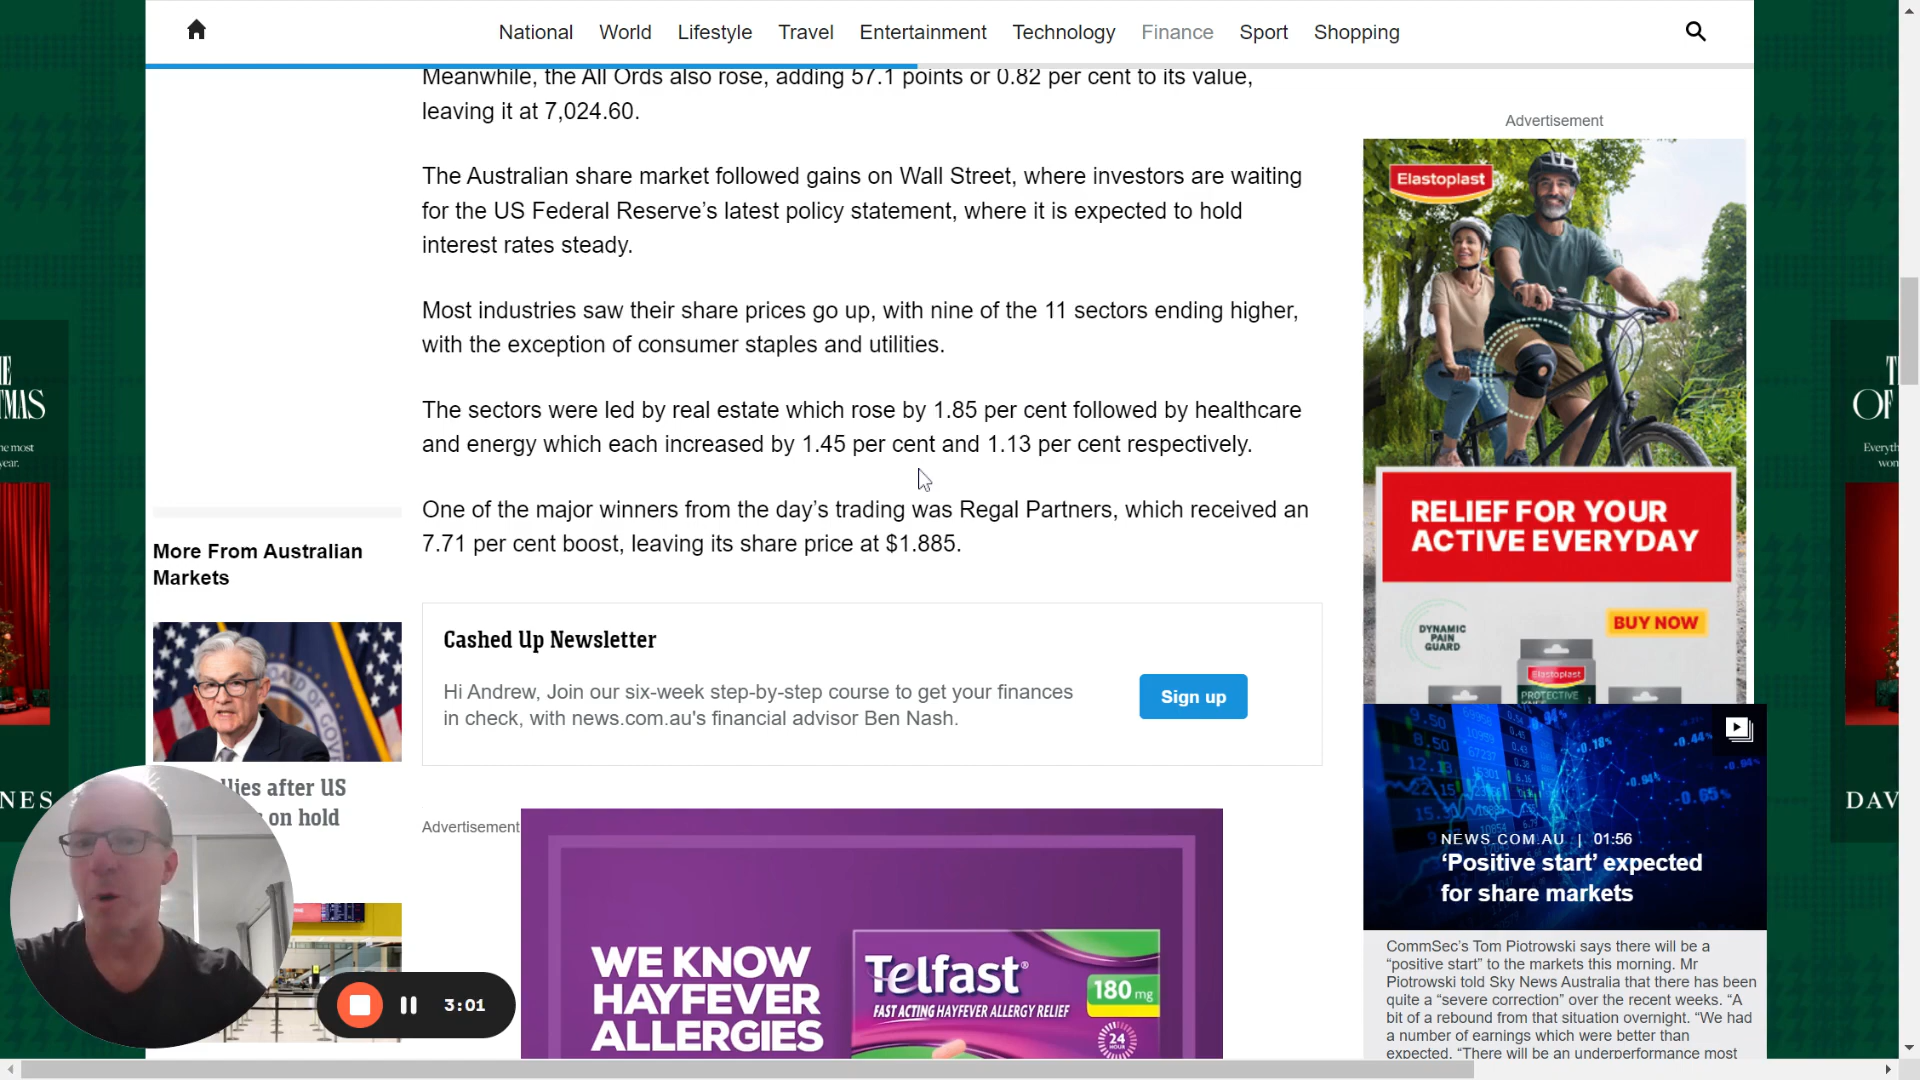 National World Lifestyle Travel Entertainment Technology Finance Sport Shopping
Meanwhile, the All Ords also rose, adding 57.1 points or 0.82 per cent to its value,
leaving it at 7,024.60.
The Australian share market followed gains on Wall Street, where investors are waiting
for the US Federal Reserve’s latest policy statement, where it is expected to hold
interest rates steady.
Most industries saw their share prices go up, with nine of the 11 sectors ending higher,
with the exception of consumer staples and utilities.
The sectors were led by real estate which rose by 1.85 per cent followed by healthcare
and energy which each increased by 1.45 per cent and 1.13 per cent respectively.
One of the major winners from the day’s trading was Regal Partners, which received an
7.71 per cent boost, leaving its share price at $1.885.
Cashed Up Newsletter
Hi Andrew, Join our six-week step-by-step course to get your finances
in check, with news.com.au's financial advisor Ben Nash.
Sign up
More From Australian
Markets
US
on hold
after
3:01
Advertisement
WE KNOW
HAYFEVER
ALLERGIES
Telfast
180 mg
FAST ACTING HAYFEVER ALLERGY RELIEF
24
HOUR
Advertisement
Elastoplast
RELIEF FOR YOUR
ACTIVE EVERYDAY
DYNAMIC
PAIN
GUARD
BUY NOW
Elastoplast
PROTECTIVE
NEWS.COM.AU | 01:56
‘Positive start’ expected
for share markets
CommSec’s Tom Piotrowski says there will be a
“positive start” to the markets this morning. Mr
Piotrowski told Sky News Australia that there has been
quite a “severe correction” over the recent weeks. “A
bit of a rebound from that situation overnight. “We had
a number of earnings which were better than
expected. “There will be an underperformance most